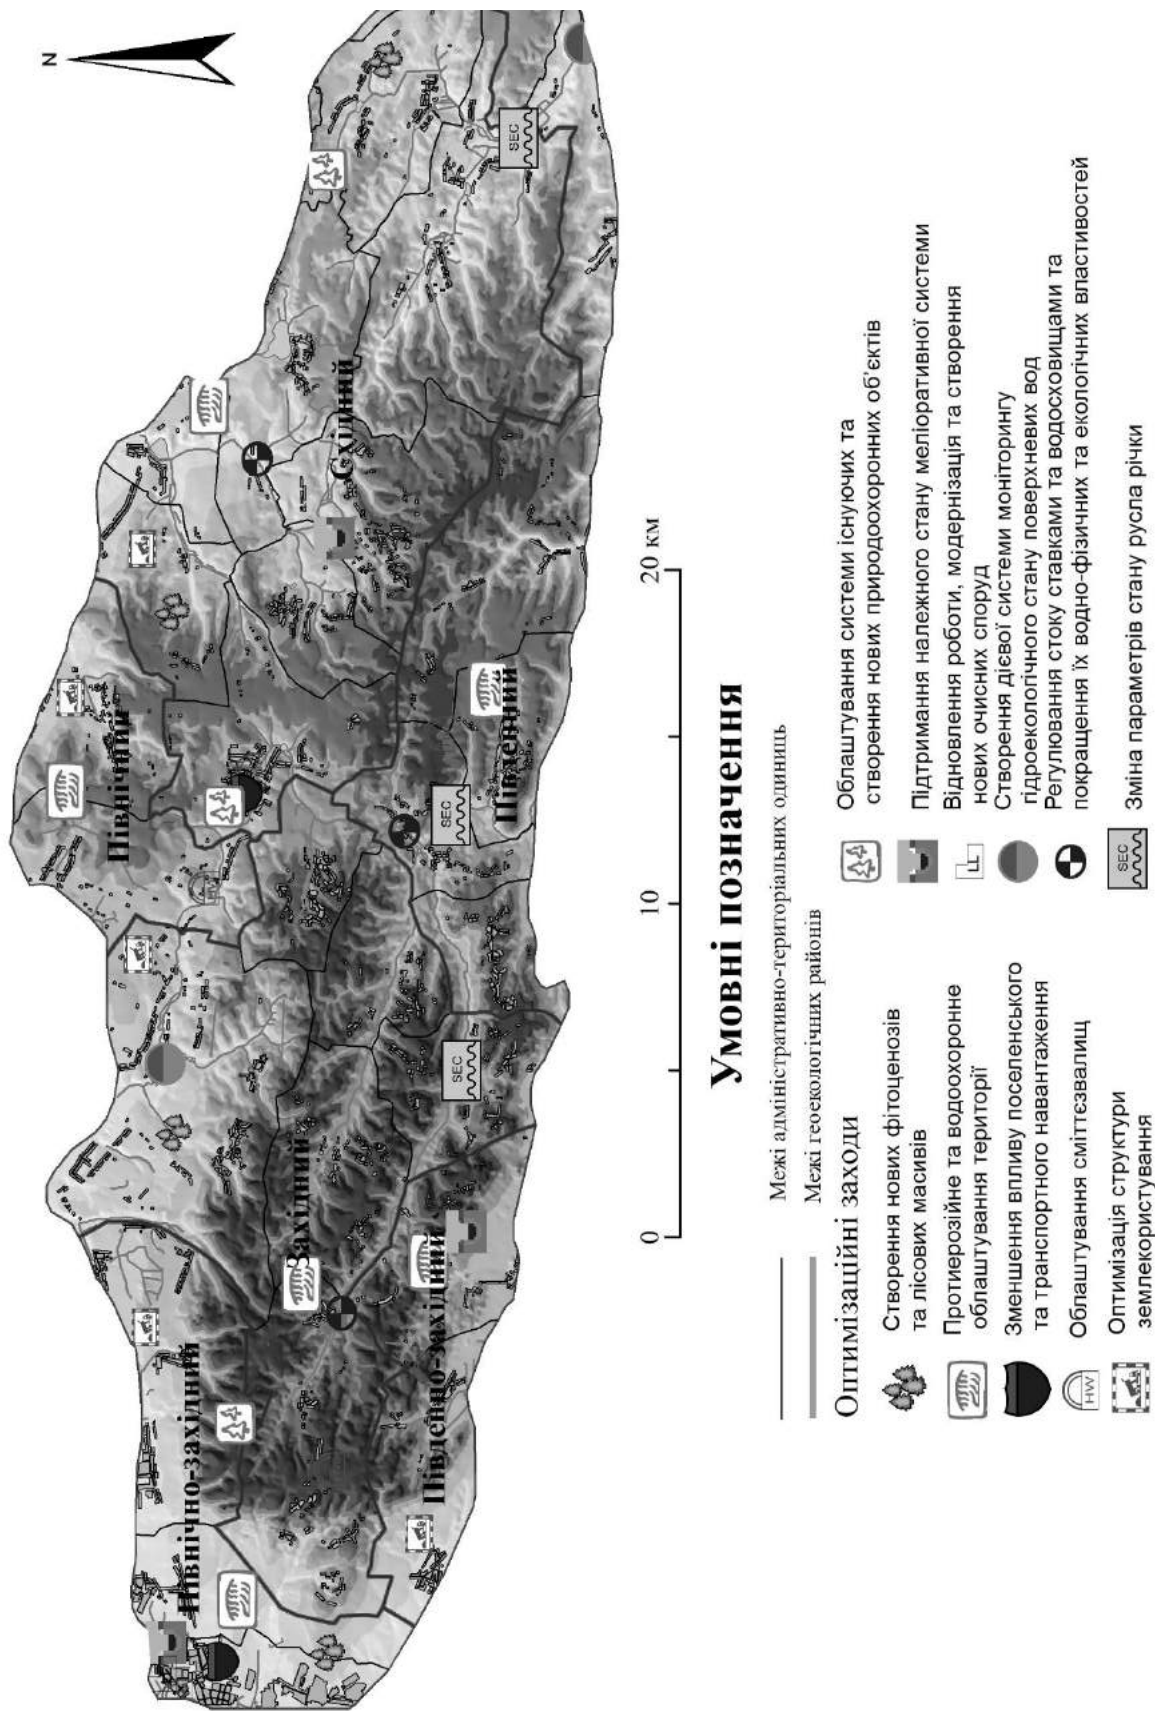 N
Північно-західний
Північний
Східний
Західний
Південно-західний
Південний
HW
SEC
SEC
SEC
0 1 10 1 20 км
Умовні позначення
Межі адміністративно-територіальних одиниць
Межі геоекологічних районів
Оптимізаційні заходи
Створення нових фітоценозів
та лісових масивів
Протиерозійне та водоохоронне
облаштування території
Зменшення впливу поселенського
та транспортного навантаження
HW
Облаштування сміттєзвалищ
Оптимізація структури
землекористування
Облаштування системи існуючих та
створення нових природоохоронних об'єктів
Підтримання належного стану меліоративної системи
LL
Відновлення роботи, модернізація та створення
нових очисних споруд
Створення дієвої системи моніторингу
гідроекологічного стану поверхневих вод
Регулювання стоку ставками та водосховищами та
покращення їх водно-фізичних та екологічних властивостей
SEC
Зміна параметрів стану русла річки